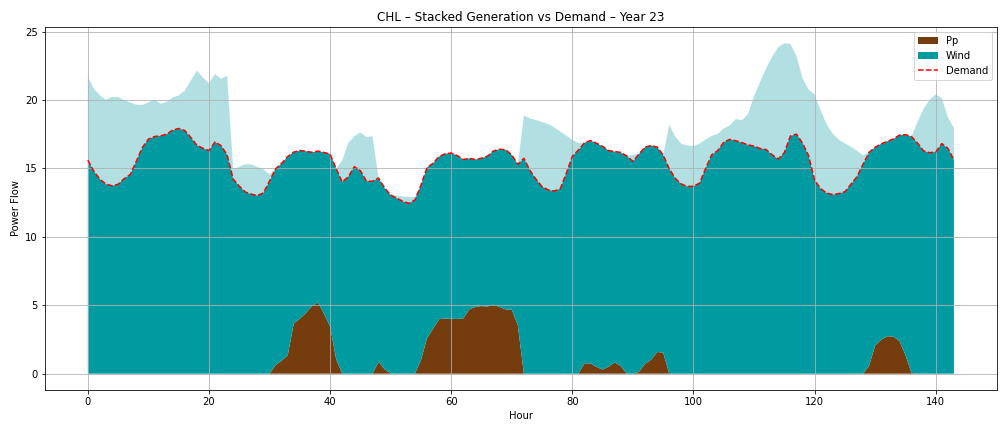 CHL – Stacked Generation vs Demand – Year 23
25
20
15
10
5
0
Power Flow
Pp
Wind
Demand
0 20 40 60 80 100 120 140
Hour